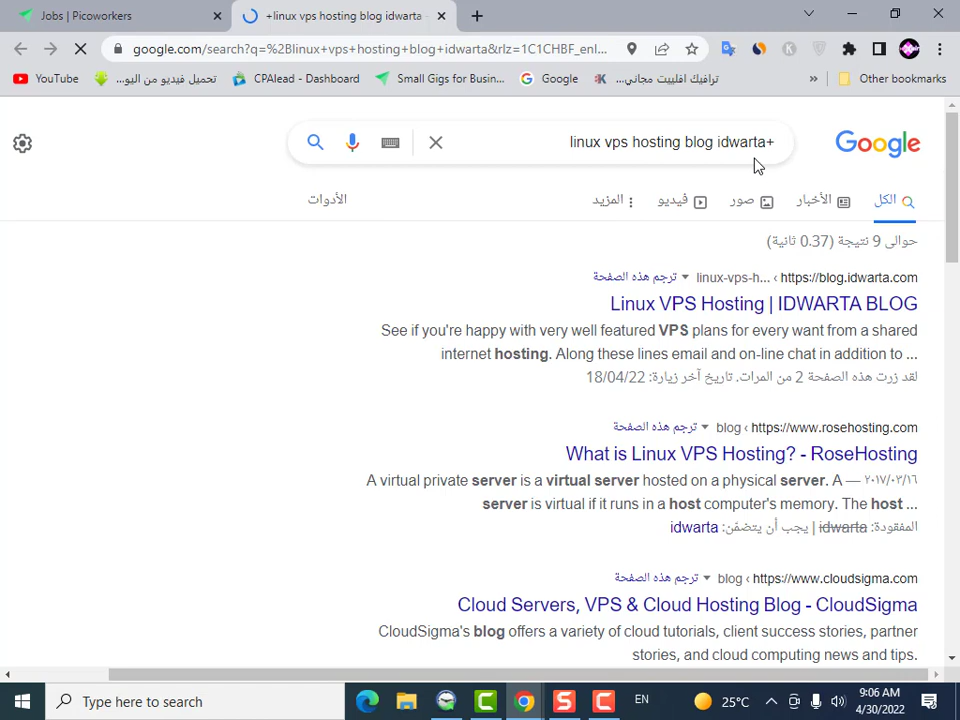 Jobs | Picoworkers
+linux vps hosting blog idwarta
google.com/search?q=%2Blinux+vps+hosting+blog+idwarta&rlz=1C1CHBF_enl...
YouTube
تحميل فيديو من اليو...
CPAlead - Dashboard
Small Gigs for Busin...
Google
ترافيك افلييت مجاني...
»
Other bookmarks
linux vps hosting blog idwarta+
Google
الكل
الأخبار
صور
فيديو
المزيد
الأدوات
حوالى 9 نتيجة (0.37 ثانية)
https://blog.idwarta.com › linux-vps-h... ترجم هذه الصفحة
Linux VPS Hosting | IDWARTA BLOG
See if you're happy with very well featured VPS plans for every want from a shared
internet hosting. Along these lines email and on-line chat in addition to ...
لقد زرت هذه الصفحة 2 من المرات. تاريخ آخر زيارة: 18/04/22
https://www.rosehosting.com › blog ترجم هذه الصفحة
What is Linux VPS Hosting? - RoseHosting
١٦‏/٠٣‏/٢٠١٧ — A virtual private server is a virtual server hosted on a physical server. A
server is virtual if it runs in a host computer's memory. The host ...
المفقودة: idwarta | يجب أن يتضمّن: idwarta
https://www.cloudsigma.com › blog ترجم هذه الصفحة
Cloud Servers, VPS & Cloud Hosting Blog - CloudSigma
CloudSigma's blog offers a variety of cloud tutorials, client success stories, partner
stories, and cloud computing news and tips.
Type here to search
EN
25°C
9:06 AM
4/30/2022